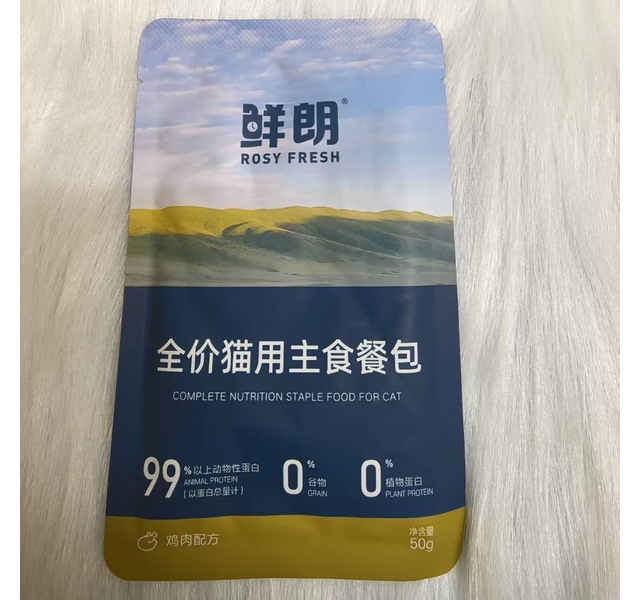 鲜朗®
ROSY FRESH
全价猫用主食餐包
COMPLETE NUTRITION STAPLE FOOD FOR CAT
99%以上动物性蛋白
ANIMAL PROTEIN
(以蛋白总量计)
0%
谷物
GRAIN
0%
植物蛋白
PLANT PROTEIN
鸡肉配方
净含量
50g